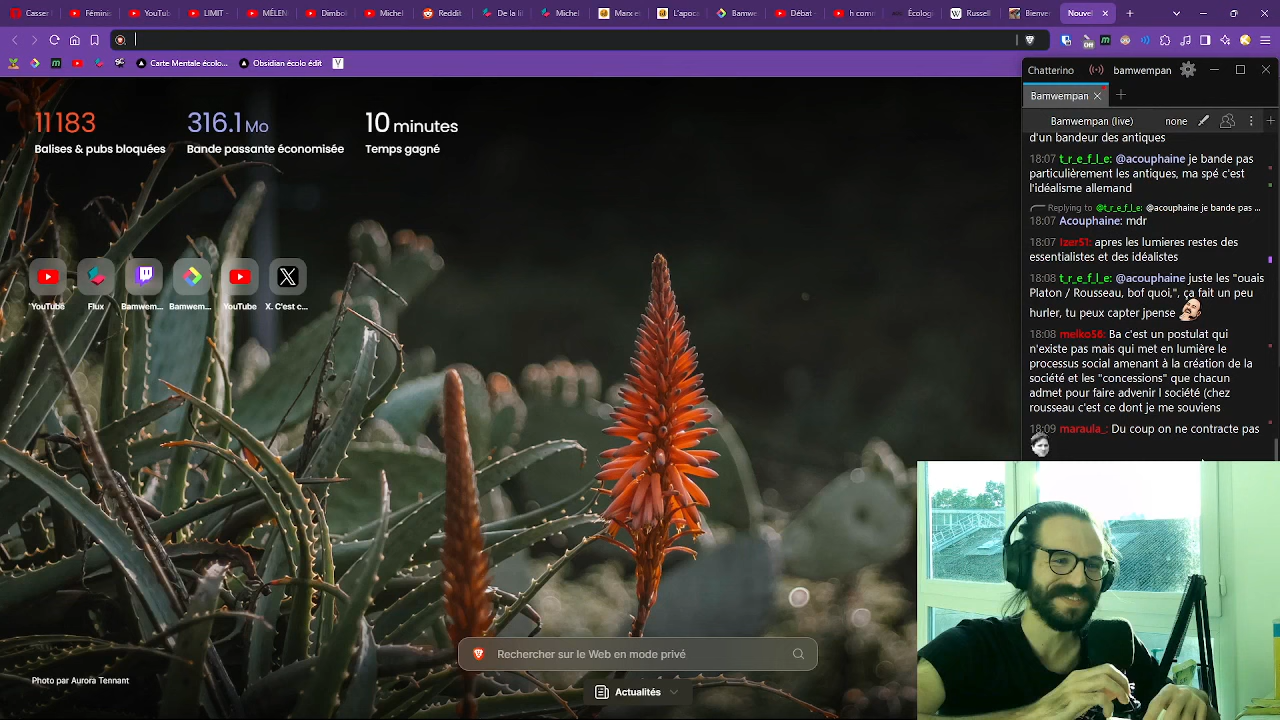 Casser
Fémini
YouTub
LIMIT -
MÉLEN
Dimbol
Michel
Reddit
De la li
Michel
Marx e
L'apoc
Bamwe
Débat -
h comi
Écologi
Russell
Bienve
Nouvel
Carte Mentale écolo...
Obsidian écolo édit
11183
Balises & pubs bloquées
316.1 Mo
Bande passante économisée
10 minutes
Temps gagné
YouTube
Flux
Bamwem...
Bamwem...
YouTube
X. C'est c...
Chatterino
bamwempan
Bamwempan
Bamwempan (live)
none
d'un bandeur des antiques
18:07 t_r_e_f_l_e: @acouphaine je bande pas
particulièrement les antiques, ma spé c'est
l'idéalisme allemand
Replying to @t_r_e_f_l_e: @acouphaine je bande pas ...
18:07 Acouphaine: mdr
18:07 Izer51: apres les lumieres restes des
essentialistes et des idéalistes
18:08 t_r_e_f_l_e: @acouphaine juste les "ouais
Platon / Rousseau, bof quoi,", ça fait un peu
hurler, tu peux capter jpense
18:08 melko56: Ba c'est un postulat qui
n'existe pas mais qui met en lumière le
processus social amenant à la création de la
société et les "concessions" que chacun
admet pour faire advenir l société (chez
rousseau c'est ce dont je me souviens
18:09 maraula_: Du coup on ne contracte pas
Rechercher sur le Web en mode privé
Actualités
Photo par Aurora Tennant